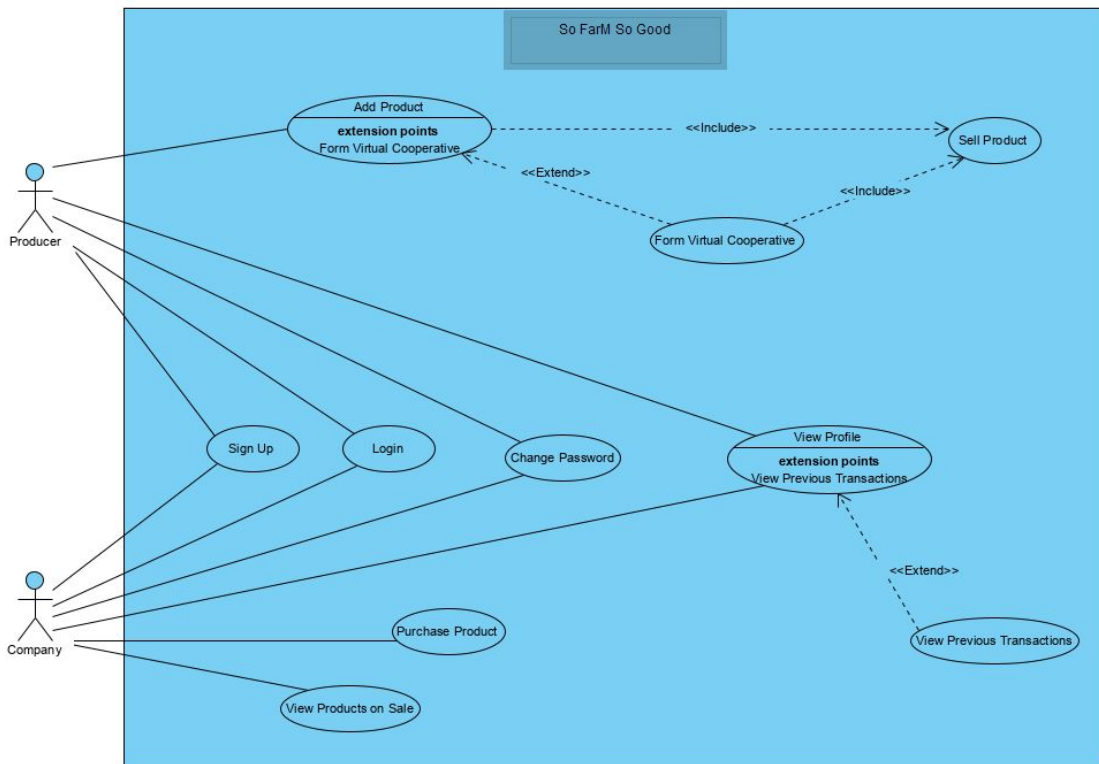 So FarM So Good
Add Product
extension points
Form Virtual Cooperative
<<Include>>
Sell Product
<<Extend>>
<<Include>>
Producer
Form Virtual Cooperative
Sign Up
Login
Change Password
View Profile
extension points
View Previous Transactions
<<Extend>>
Company
Purchase Product
View Previous Transactions
View Products on Sale